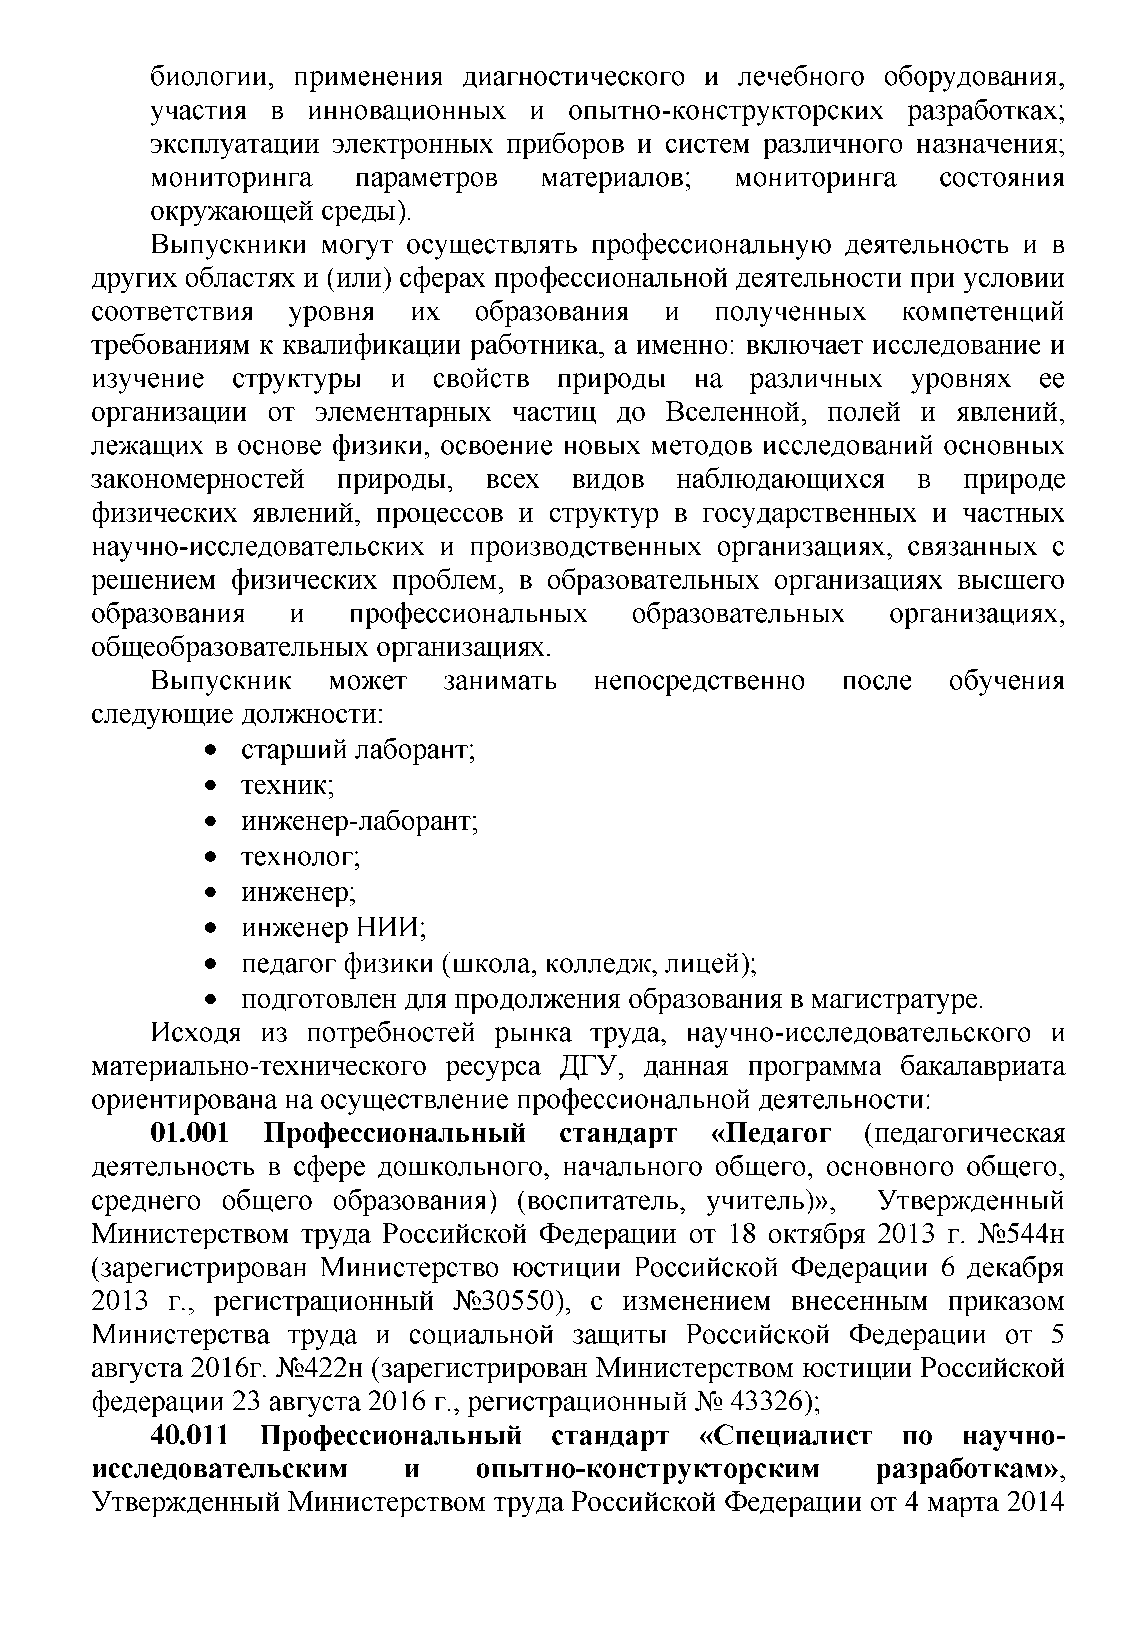 биологии, применения диагностического и лечебного оборудования,
участия в инновационных и опытно-конструкторских разработках;
эксплуатации электронных приборов и систем различного назначения;
мониторинга параметров материалов; мониторинга состояния
окружающей среды).
Выпускники могут осуществлять профессиональную деятельность и в
других областях и (или) сферах профессиональной деятельности при условии
соответствия уровня их образования и полученных компетенций
требованиям к квалификации работника, а именно: включает исследование и
изучение структуры и свойств природы на различных уровнях ее
организации от элементарных частиц до Вселенной, полей и явлений,
лежащих в основе физики, освоение новых методов исследований основных
закономерностей природы, всех видов наблюдающихся в природе
физических явлений, процессов и структур в государственных и частных
научно-исследовательских и производственных организациях, связанных с
решением физических проблем, в образовательных организациях высшего
образования и профессиональных образовательных организациях,
общеобразовательных организациях.
Выпускник может занимать непосредственно после обучения
следующие должности:
• старший лаборант;
• техник;
• инженер-лаборант;
• технолог;
• инженер;
• инженер НИИ;
• педагог физики (школа, колледж, лицей);
• подготовлен для продолжения образования в магистратуре.
Исходя из потребностей рынка труда, научно-исследовательского и
материально-технического ресурса ДГУ, данная программа бакалавриата
ориентирована на осуществление профессиональной деятельности:
01.001 Профессиональный стандарт «Педагог (педагогическая
деятельность в сфере дошкольного, начального общего, основного общего,
среднего общего образования) (воспитатель, учитель)», Утвержденный
Министерством труда Российской Федерации от 18 октября 2013 г. №544н
(зарегистрирован Министерство юстиции Российской Федерации 6 декабря
2013 г., регистрационный №30550), с изменением внесенным приказом
Министерства труда и социальной защиты Российской Федерации от 5
августа 2016г. №422н (зарегистрирован Министерством юстиции Российской
федерации 23 августа 2016 г., регистрационный № 43326);
40.011 Профессиональный стандарт «Специалист по научно-
исследовательским и опытно-конструкторским разработкам»,
Утвержденный Министерством труда Российской Федерации от 4 марта 2014